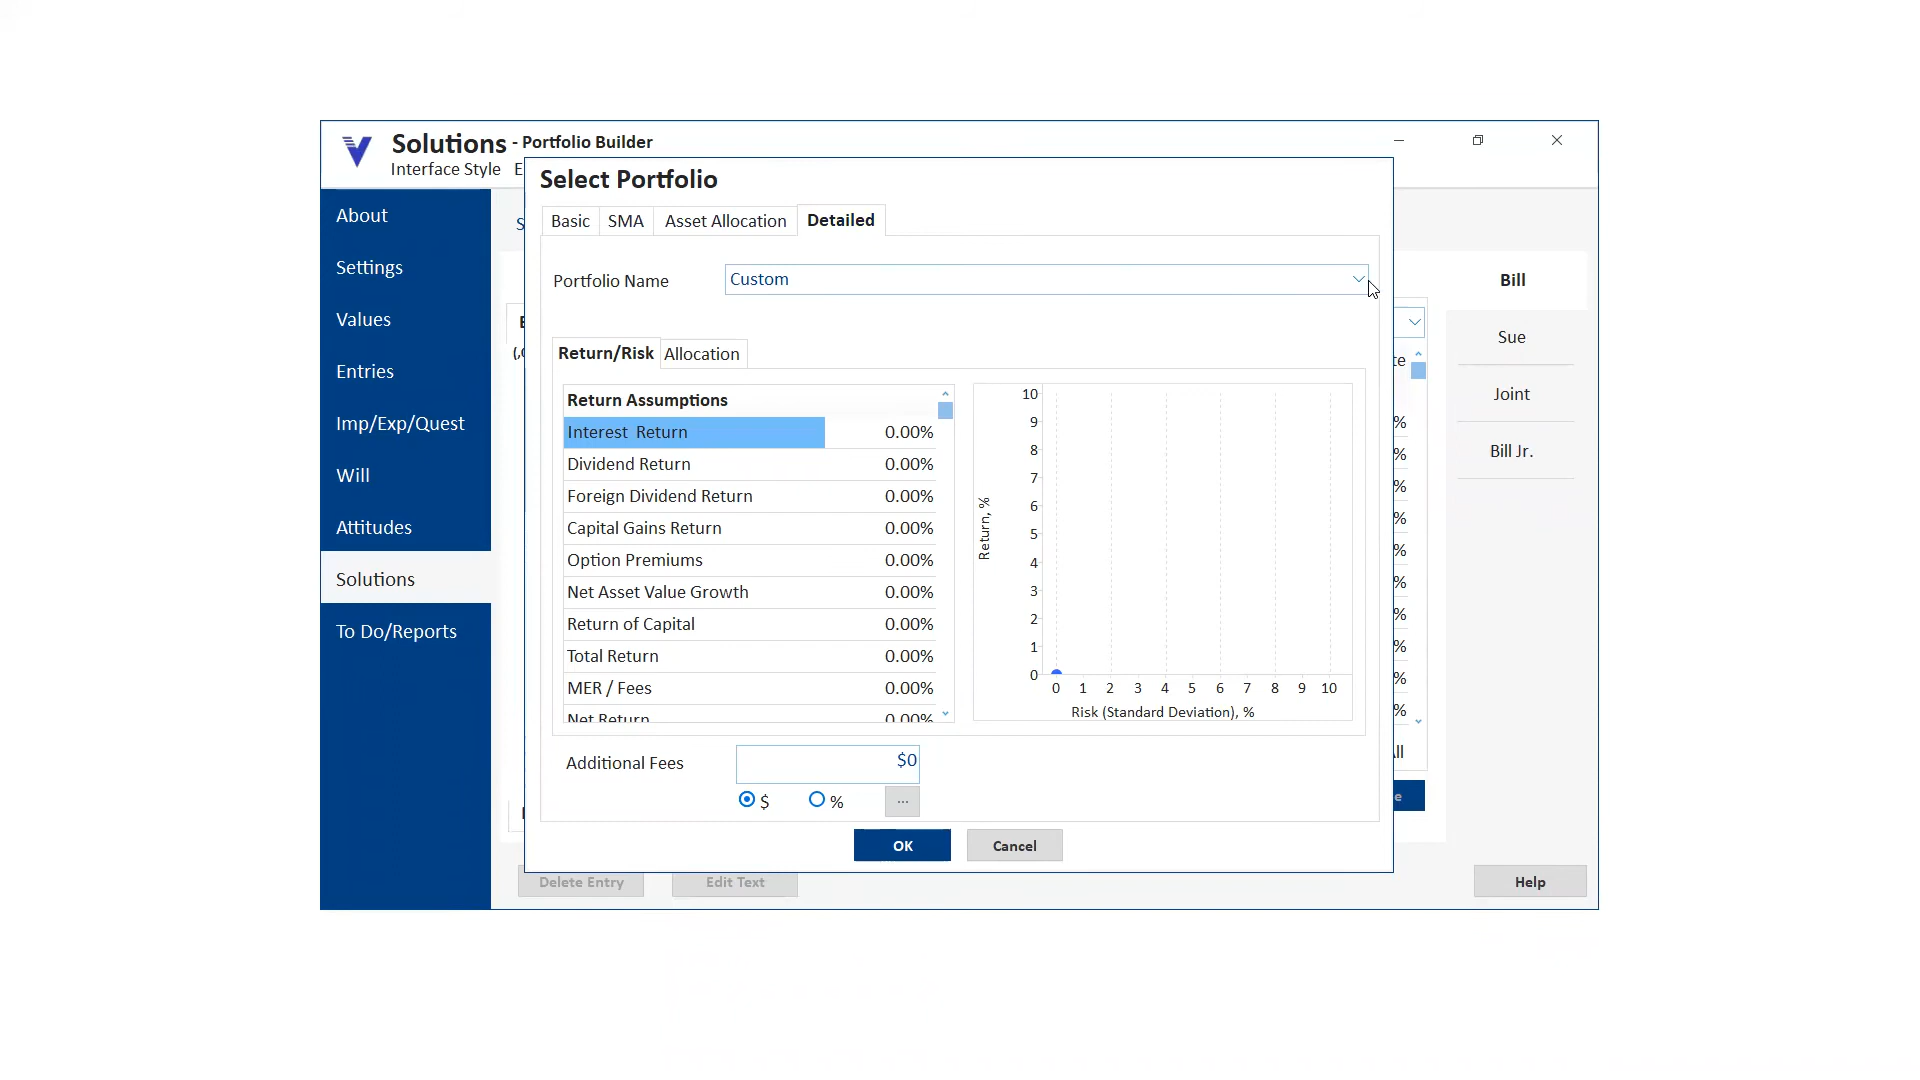 Solutions - Portfolio Builder
Interface Style E
Select Portfolio
Basic SMA Asset Allocation Detailed
Portfolio Name Custom
Return/Risk Allocation
Return Assumptions
Interest Return 0.00%
Dividend Return 0.00%
Foreign Dividend Return 0.00%
Capital Gains Return 0.00%
Option Premiums 0.00%
Net Asset Value Growth 0.00%
Return of Capital 0.00%
Total Return 0.00%
MER / Fees 0.00%
Net Return 0.00%
Return, %
10
9
8
7
6
5
4
3
2
1
0
0 1 2 3 4 5 6 7 8 9 10
Risk (Standard Deviation), %
Additional Fees $0
$ % ...
OK Cancel
About
Settings
Values
Entries
Imp/Exp/Quest
Will
Attitudes
Solutions
To Do/Reports
S
(,
te
%
%
%
%
%
%
%
%
%
%
e
Bill
Sue
Joint
Bill Jr.
Delete Entry Edit Text Help